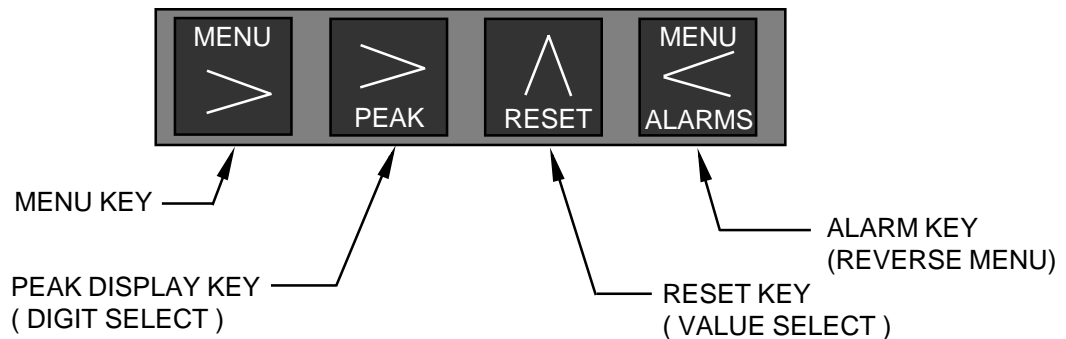 MENU
PEAK
RESET
MENU
ALARMS
MENU KEY
PEAK DISPLAY KEY
( DIGIT SELECT )
RESET KEY
( VALUE SELECT )
ALARM KEY
(REVERSE MENU)